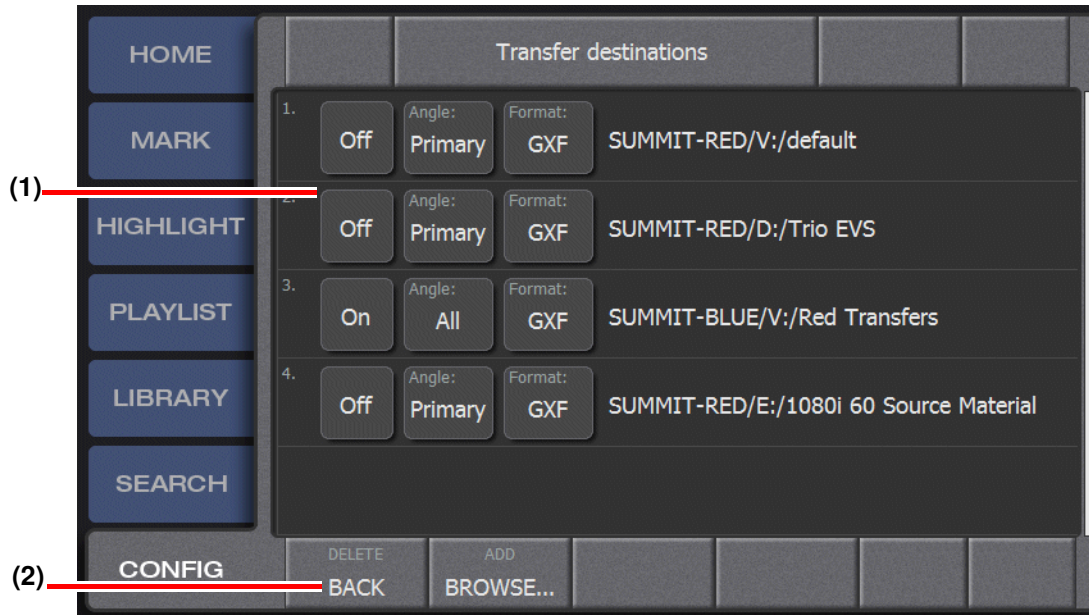 HOME
MARK
HIGHLIGHT
PLAYLIST
LIBRARY
SEARCH
CONFIG
Transfer destinations
1.
Off
Angle:
Primary
Format:
GXF
SUMMIT-RED/V:/default
2.
Off
Angle:
Primary
Format:
GXF
SUMMIT-RED/D:/Trio EVS
3.
On
Angle:
All
Format:
GXF
SUMMIT-BLUE/V:/Red Transfers
4.
Off
Angle:
Primary
Format:
GXF
SUMMIT-RED/E:/1080i 60 Source Material
DELETE
BACK
ADD
BROWSE...
(1)
(2)